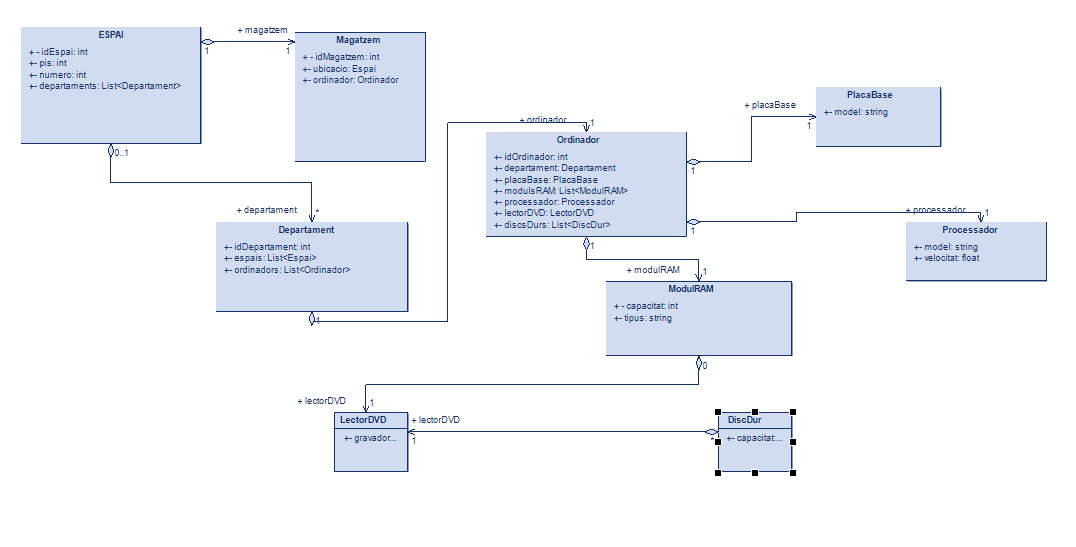 ESPAI
+ - idEspai: int
+- pis: int
+- numero: int
+- departaments: List<Departament>
1
+ magatzem
1
Magatzem
+ - idMagatzem: int
+- ubicacio: Espai
+- ordinador: Ordinador
0..1
+ departament
*
Departament
+- idDepartament: int
+- espais: List<Espai>
+- ordinadors: List<Ordinador>
1
+ ordinador
1
Ordinador
+- idOrdinador: int
+- departament: Departament
+- placaBase: PlacaBase
+- modulsRAM: List<ModulRAM>
+- processador: Processador
+- lectorDVD: LectorDVD
+- discsDurs: List<DiscDur>
1
+ placaBase
1
PlacaBase
+- model: string
1
+ processador
1
Processador
+- model: string
+- velocitat: float
1
+ modulRAM
1
ModulRAM
+ - capacitat: int
+- tipus: string
0
+ lectorDVD
1
LectorDVD
+- gravador...
+ lectorDVD
1
*
DiscDur
+- capacitat:...